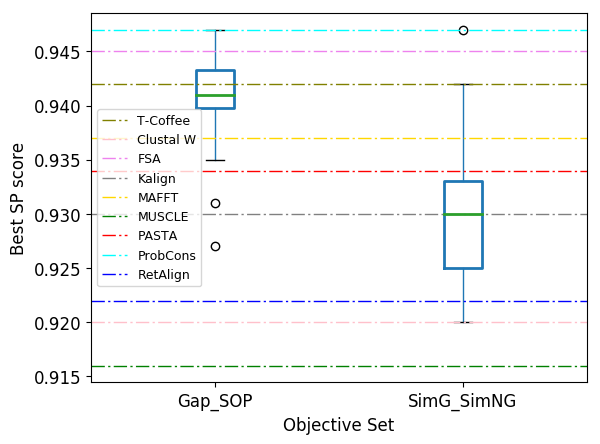 0.945
0.940
0.935
0.930
0.925
0.920
0.915
Best SP score
T-Coffee
Clustal W
FSA
Kalign
MAFFT
MUSCLE
PASTA
ProbCons
RetAlign
Gap_SOP
SimG_SimNG
Objective Set